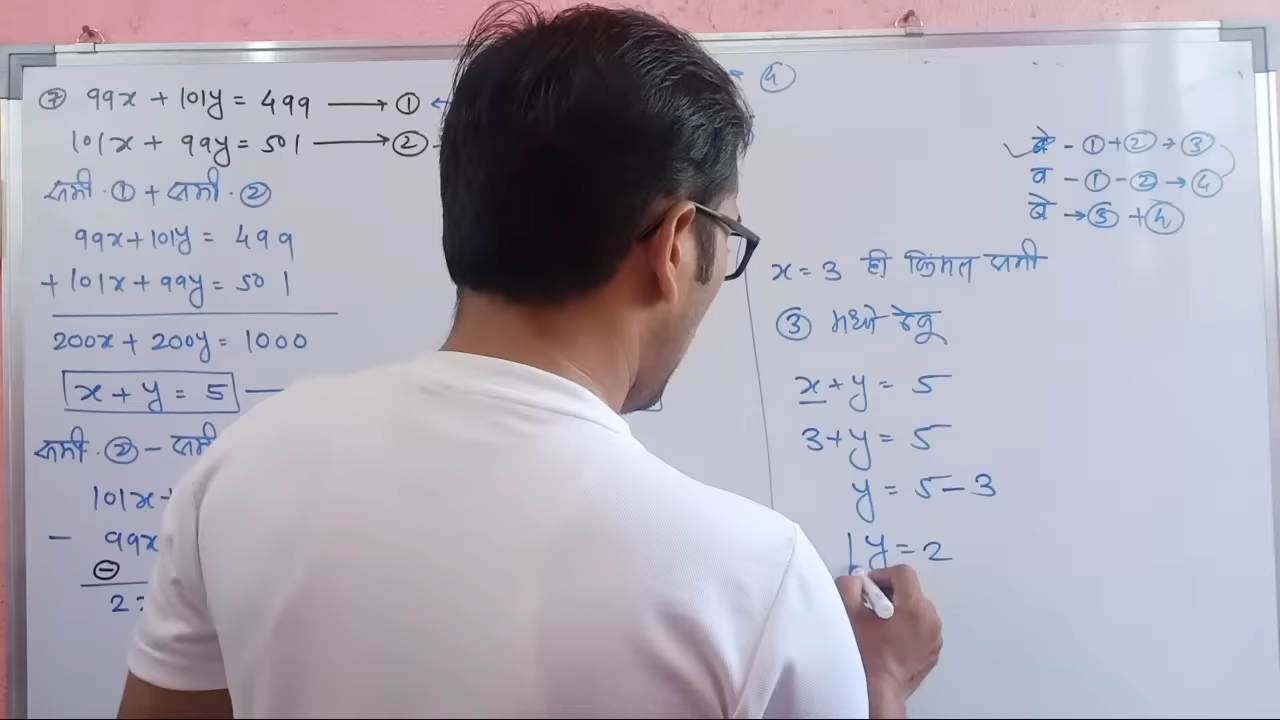 ⑦ 99x + 101y = 499 ⟶ ①
101x + 99y = 501 ⟶ ②
समी. ① + समी. ②
99x + 101y = 499
+ 101x + 99y = 501
200x + 200y = 1000
x + y = 5
समी. ② − समी
101x +
− 99x
⊖
2x
④
बे - ① + ② → ③
व - ① - ② → ④
बे → ③ + ④
x = 3 ही किंमत समी
③ मध्ये ठेवू
x + y = 5
3 + y = 5
y = 5 − 3
y = 2